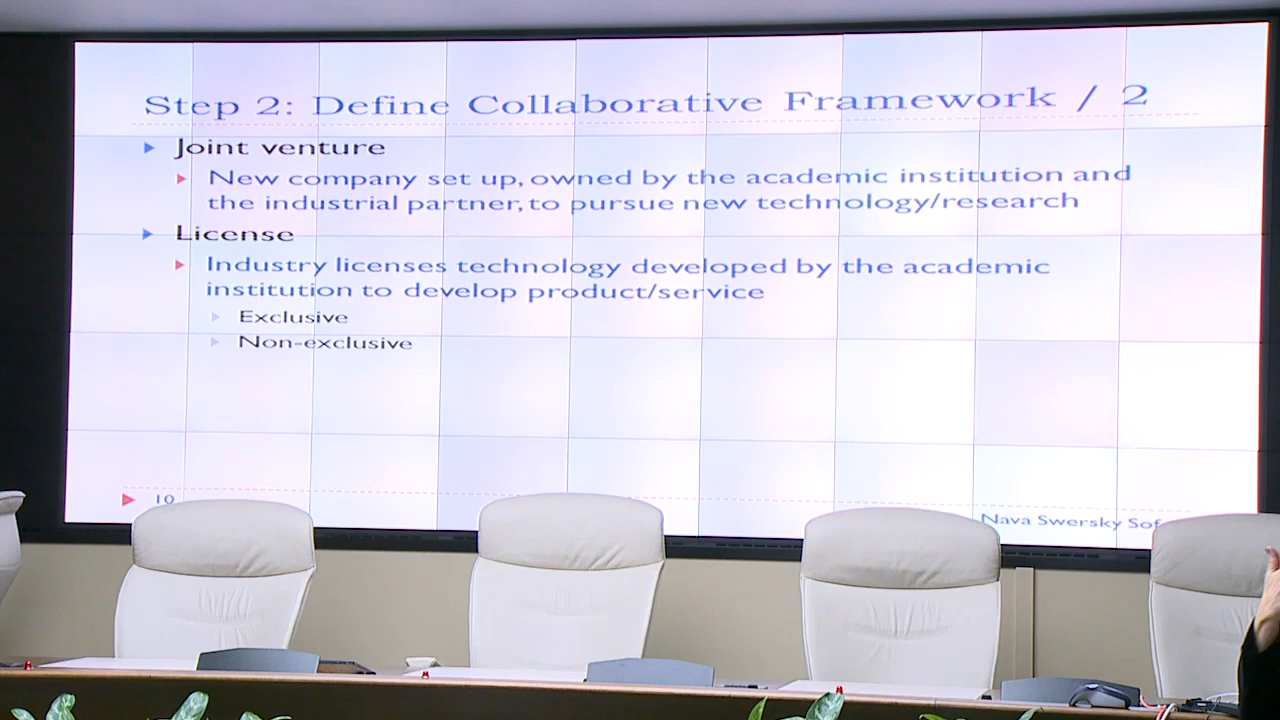 Step 2: Define Collaborative Framework / 2
Joint venture
New company set up, owned by the academic institution and
the industrial partner, to pursue new technology/research
License
Industry licenses technology developed by the academic
institution to develop product/service
Exclusive
Non-exclusive
10
Nava Swersky